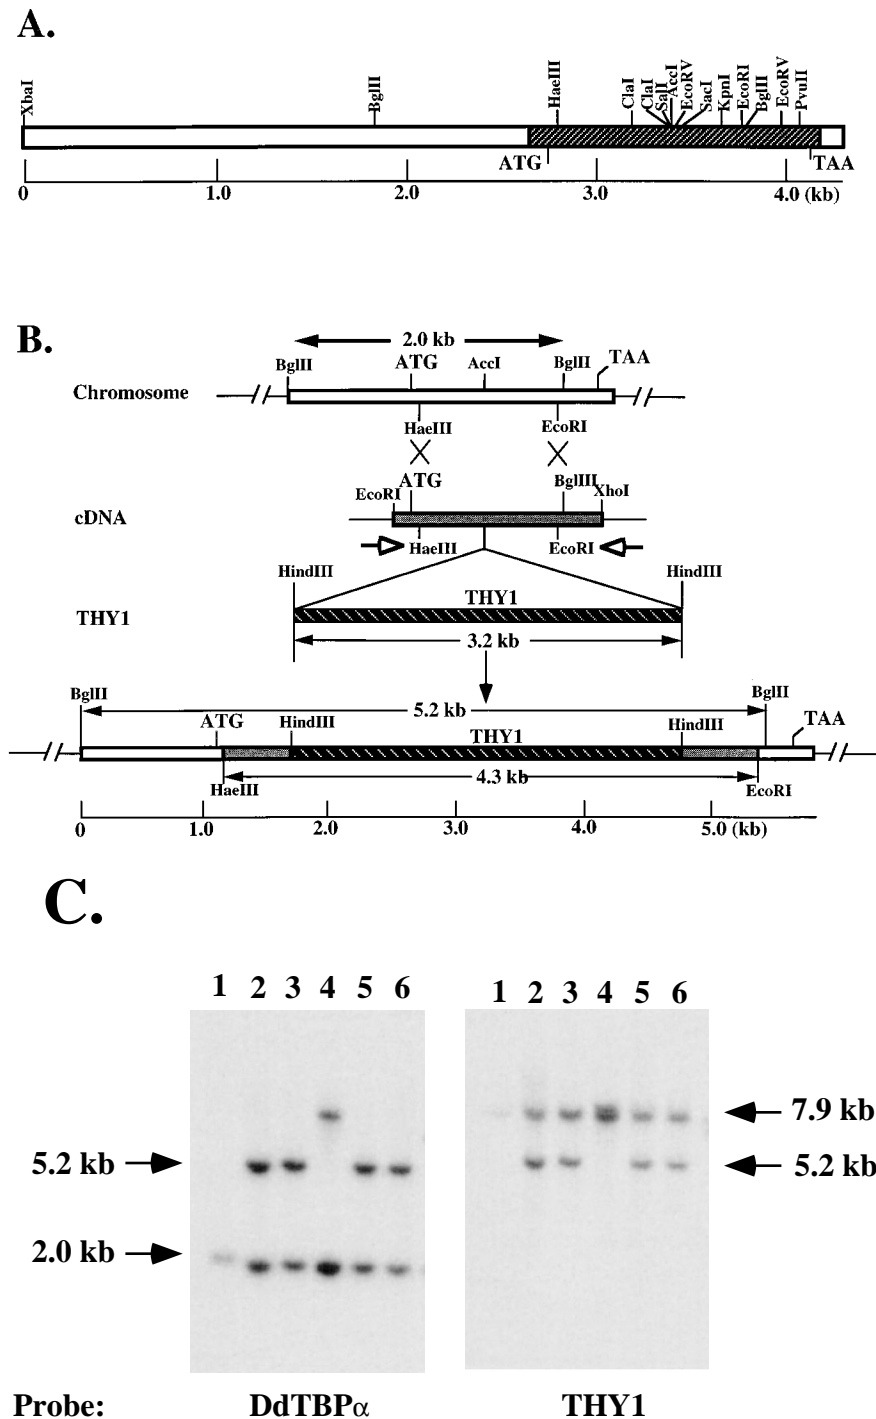 A.
XbaI BglII HaeIII ClaI ClaI SalI AccI EcoRV SacI KpnI EcoRI BglII EcoRV PvuII
ATG TAA
0 1.0 2.0 3.0 4.0 (kb)
B.
2.0 kb
BglII ATG AccI BglII TAA
Chromosome
HaeIII EcoRI
EcoRI ATG BglII XhoI
cDNA
HaeIII EcoRI
HindIII HindIII
THY1 THY1
3.2 kb
BglII BglII
5.2 kb
ATG HindIII THY1 HindIII TAA
4.3 kb
HaeIII EcoRI
0 1.0 2.0 3.0 4.0 5.0 (kb)
C.
1 2 3 4 5 6 1 2 3 4 5 6
7.9 kb
5.2 kb 5.2 kb
2.0 kb
Probe: DdTBPα THY1